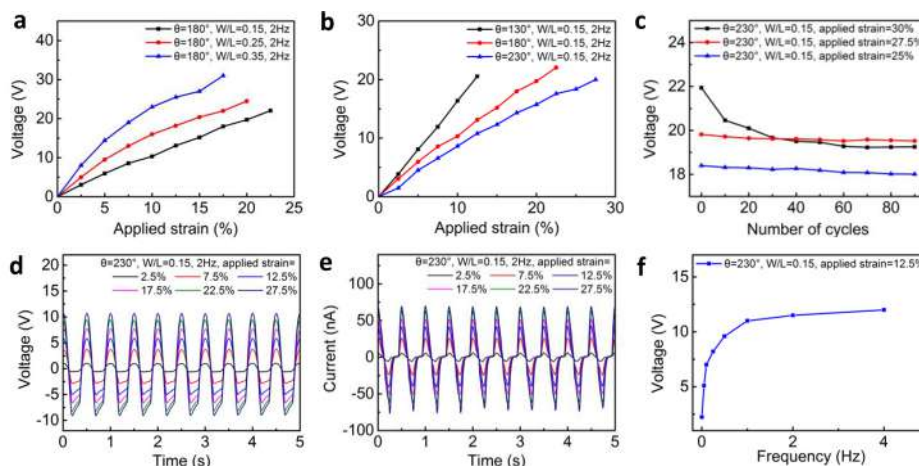 a
θ=180°, W/L=0.15, 2Hz
θ=180°, W/L=0.25, 2Hz
θ=180°, W/L=0.35, 2Hz
Voltage (V)
40
30
20
10
0
0 5 10 15 20 25
Applied strain (%)
b
θ=130°, W/L=0.15, 2Hz
θ=180°, W/L=0.15, 2Hz
θ=230°, W/L=0.15, 2Hz
Voltage (V)
30
20
10
0
0 10 20 30
Applied strain (%)
c
θ=230°, W/L=0.15, applied strain=30%
θ=230°, W/L=0.15, applied strain=27.5%
θ=230°, W/L=0.15, applied strain=25%
Voltage (V)
24
22
20
18
0 20 40 60 80
Number of cycles
d
θ=230°, W/L=0.15, 2Hz, applied strain=
2.5% 7.5% 12.5%
17.5% 22.5% 27.5%
Voltage (V)
20
15
10
5
0
-5
-10
0 1 2 3 4 5
Time (s)
e
θ=230°, W/L=0.15, 2Hz, applied strain=
2.5% 7.5% 12.5%
17.5% 22.5% 27.5%
Current (nA)
100
50
0
-50
-100
0 1 2 3 4 5
Time (s)
f
θ=230°, W/L=0.15, applied strain=12.5%
Voltage (V)
15
10
5
0 2 4
Frequency (Hz)